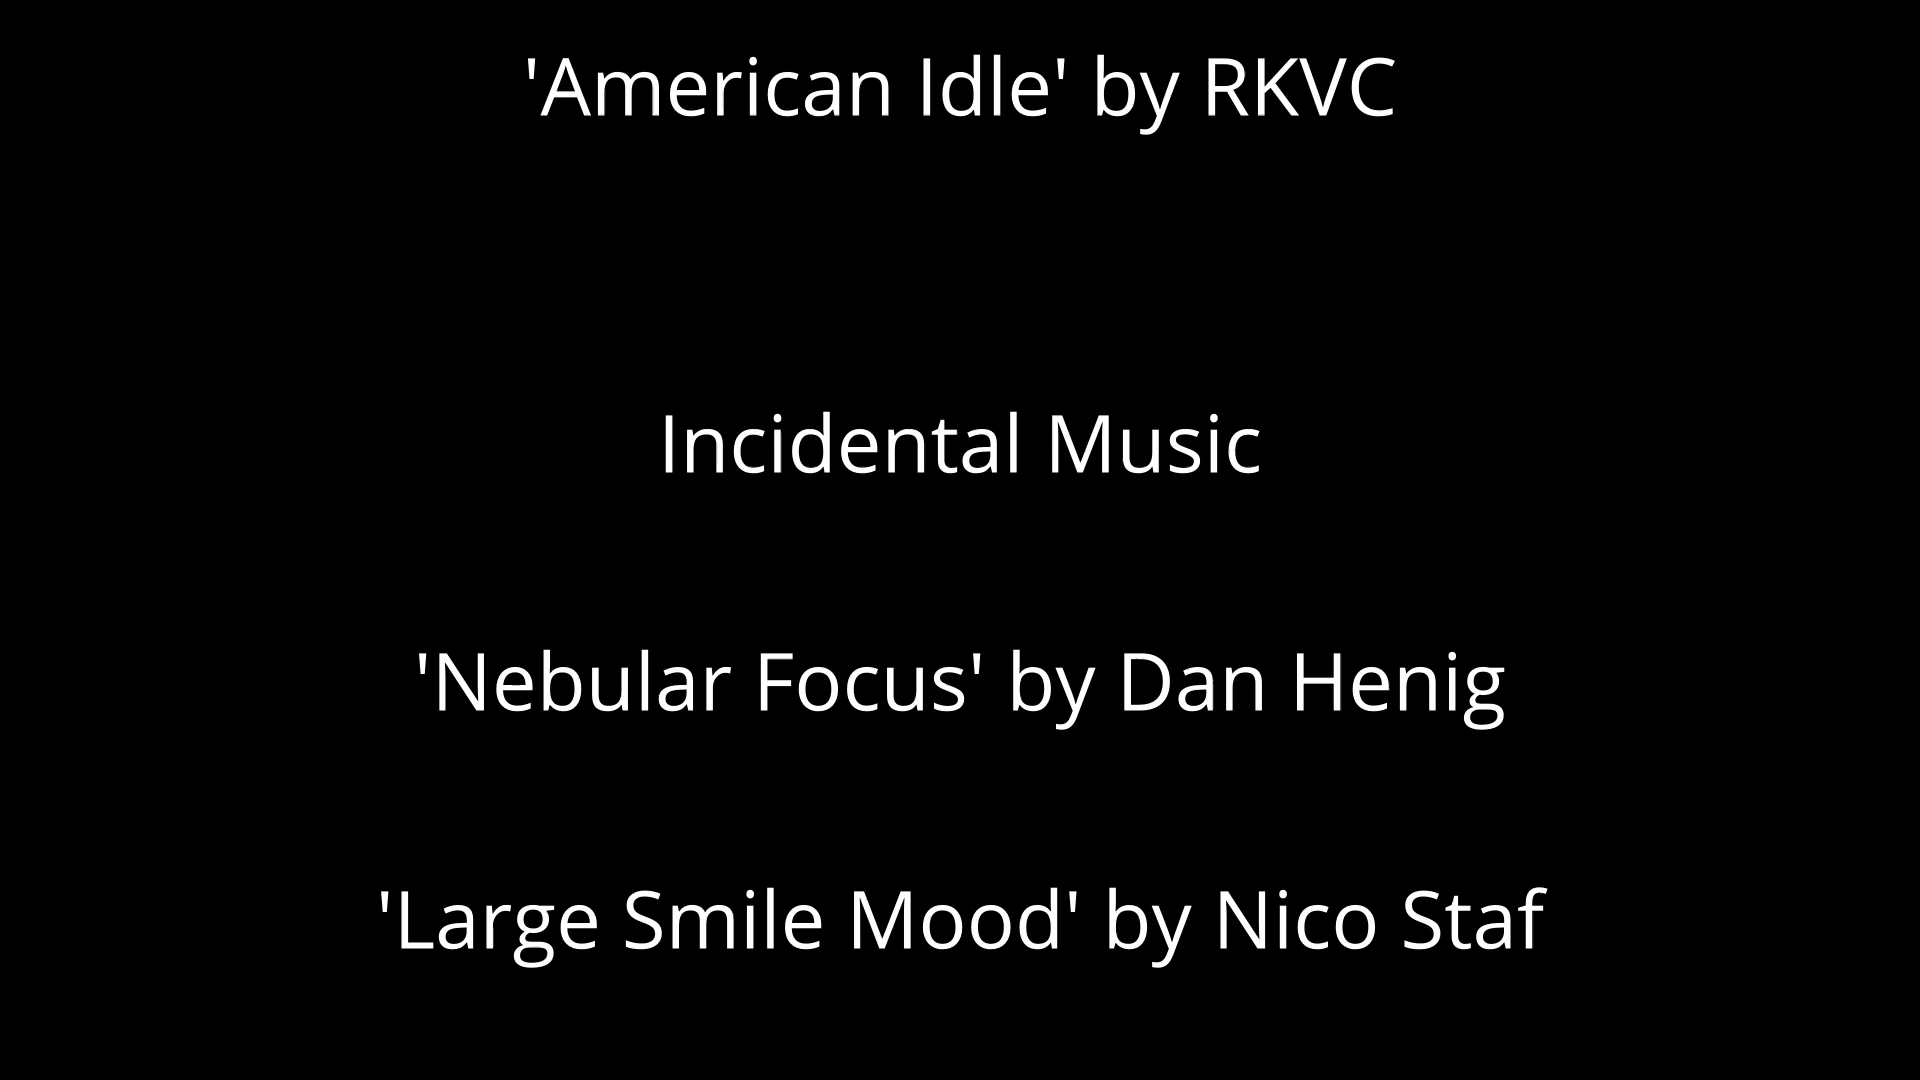 'American Idle' by RKVC
Incidental Music
'Nebular Focus' by Dan Henig
'Large Smile Mood' by Nico Staf